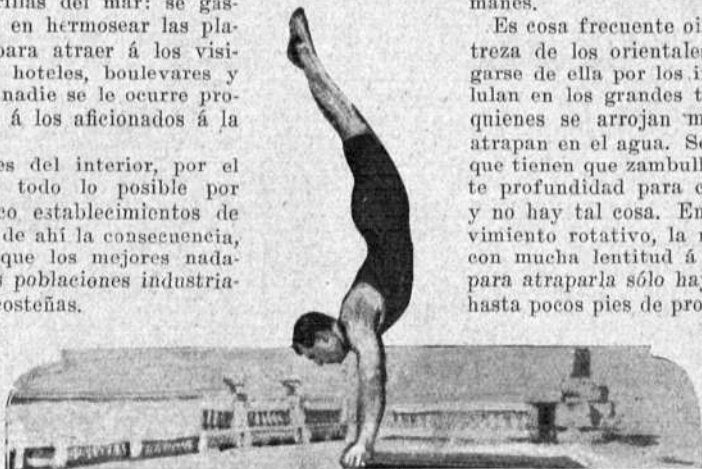 rillas del mar: se gas-
en hermosear las pla-
para atraer á los visi-
hoteles, boulevares y
nadie se le ocurre pro-
á los aficionados á la
es del interior, por el
todo lo posible por
co establecimientos de
de ahí la consecuencia,
que los mejores nada-
s poblaciones industria-
costeñas.
manes.
Es cosa frecuente oi
treza de los orientales
garse de ella por los in
lulan en los grandes t
quienes se arrojan m
atrapan en el agua. Se
que tienen que zambull
te profundidad para c
y no hay tal cosa. En
vimiento rotativo, la m
con mucha lentitud á
para atraparla sólo hay
hasta pocos pies de pro